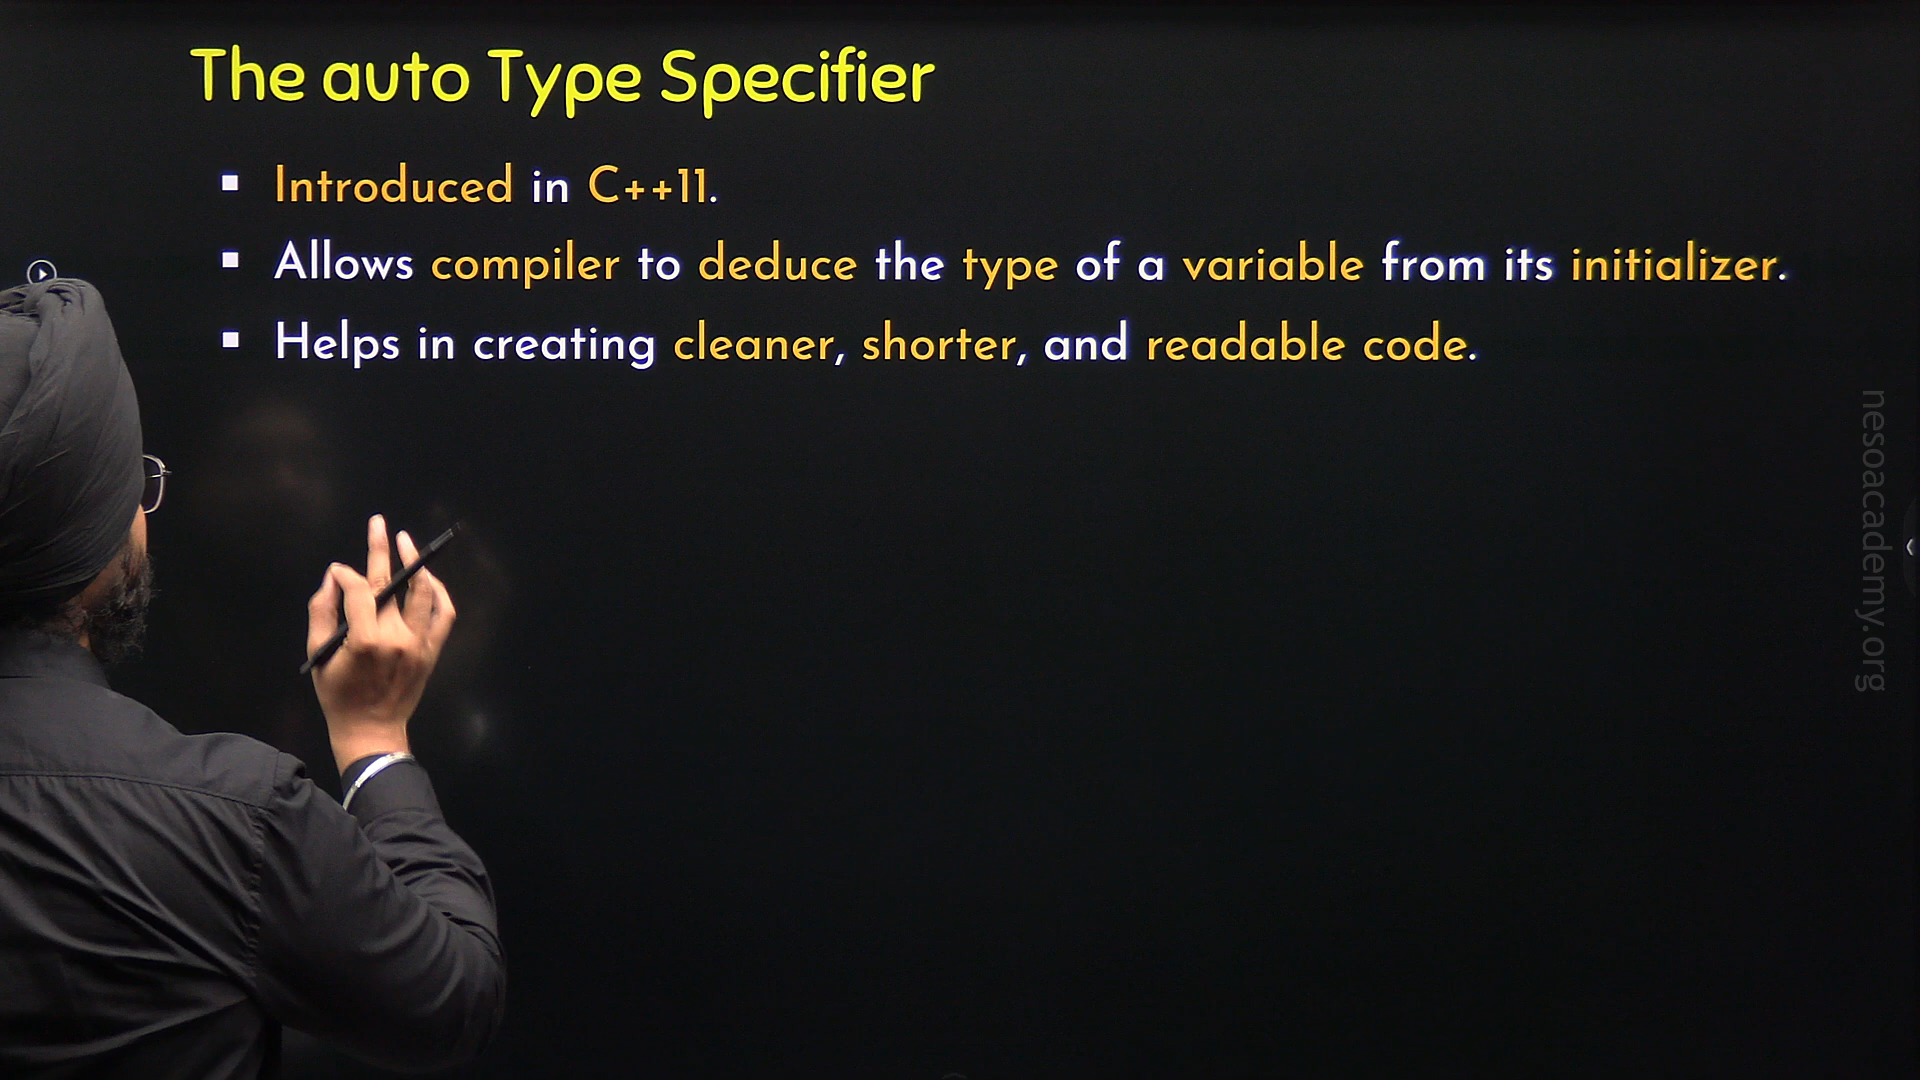 The auto Type Specifier
▪ Introduced in C++11.
▪ Allows compiler to deduce the type of a variable from its initializer.
▪ Helps in creating cleaner, shorter, and readable code.
nesoacademy.org